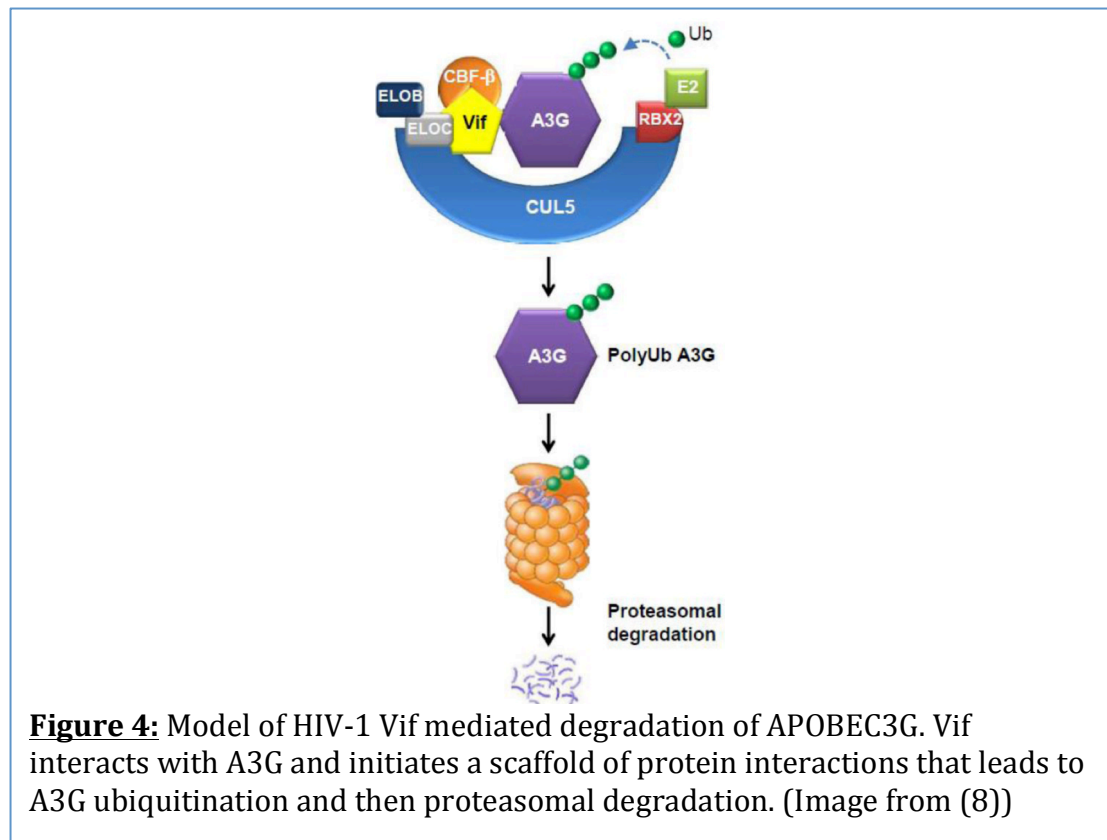 Ub
CBF-β
E2
ELOB
RBX2
Vif
A3G
ELOC
CUL5
A3G
PolyUb A3G
Proteasomal
degradation
Figure 4: Model of HIV-1 Vif mediated degradation of APOBEC3G. Vif
interacts with A3G and initiates a scaffold of protein interactions that leads to
A3G ubiquitination and then proteasomal degradation. (Image from (8))